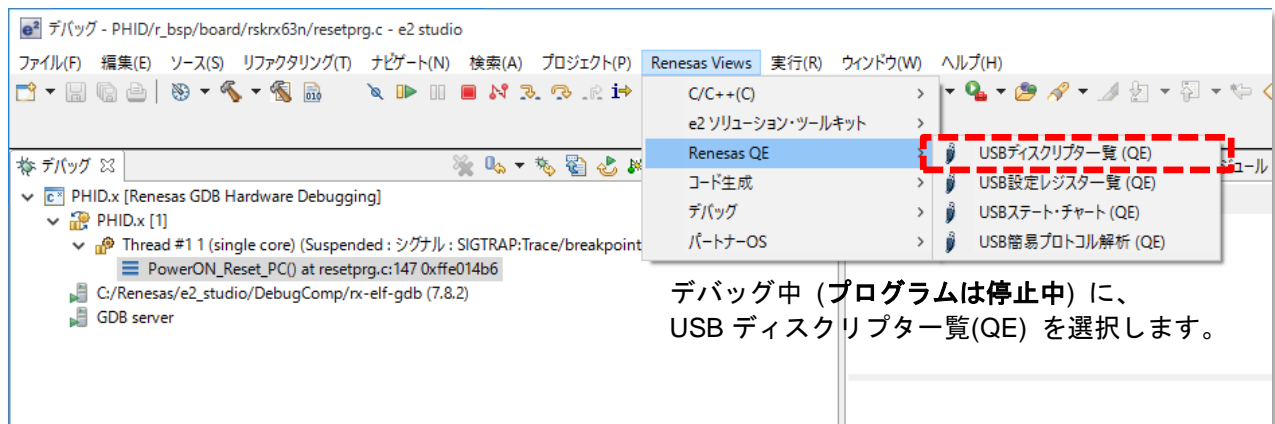 デバッグ - PHID/r_bsp/board/rskrx63n/resetprg.c - e2 studio
ファイル(F) 編集(E) ソース(S) リファクタリング(T) ナビゲート(N) 検索(A) プロジェクト(P) Renesas Views 実行(R) ウィンドウ(W) ヘルプ(H)
C/C++(C)
e2 ソリューション・ツールキット
Renesas QE
コード生成
デバッグ
パートナーOS
USBディスクリプター覧 (QE)
USB設定レジスター覧 (QE)
USBステート・チャート (QE)
USB簡易プロトコル解析 (QE)
ジュール
デバッグ
PHID.x [Renesas GDB Hardware Debugging]
PHID.x [1]
Thread #1 1 (single core) (Suspended : シグナル : SIGTRAP:Trace/breakpoint
PowerON_Reset_PC() at resetprg.c:147 0xffe014b6
C:/Renesas/e2_studio/DebugComp/rx-elf-gdb (7.8.2)
GDB server
デバッグ中 (プログラムは停止中) に、
USB ディスクリプター覧(QE) を選択します。